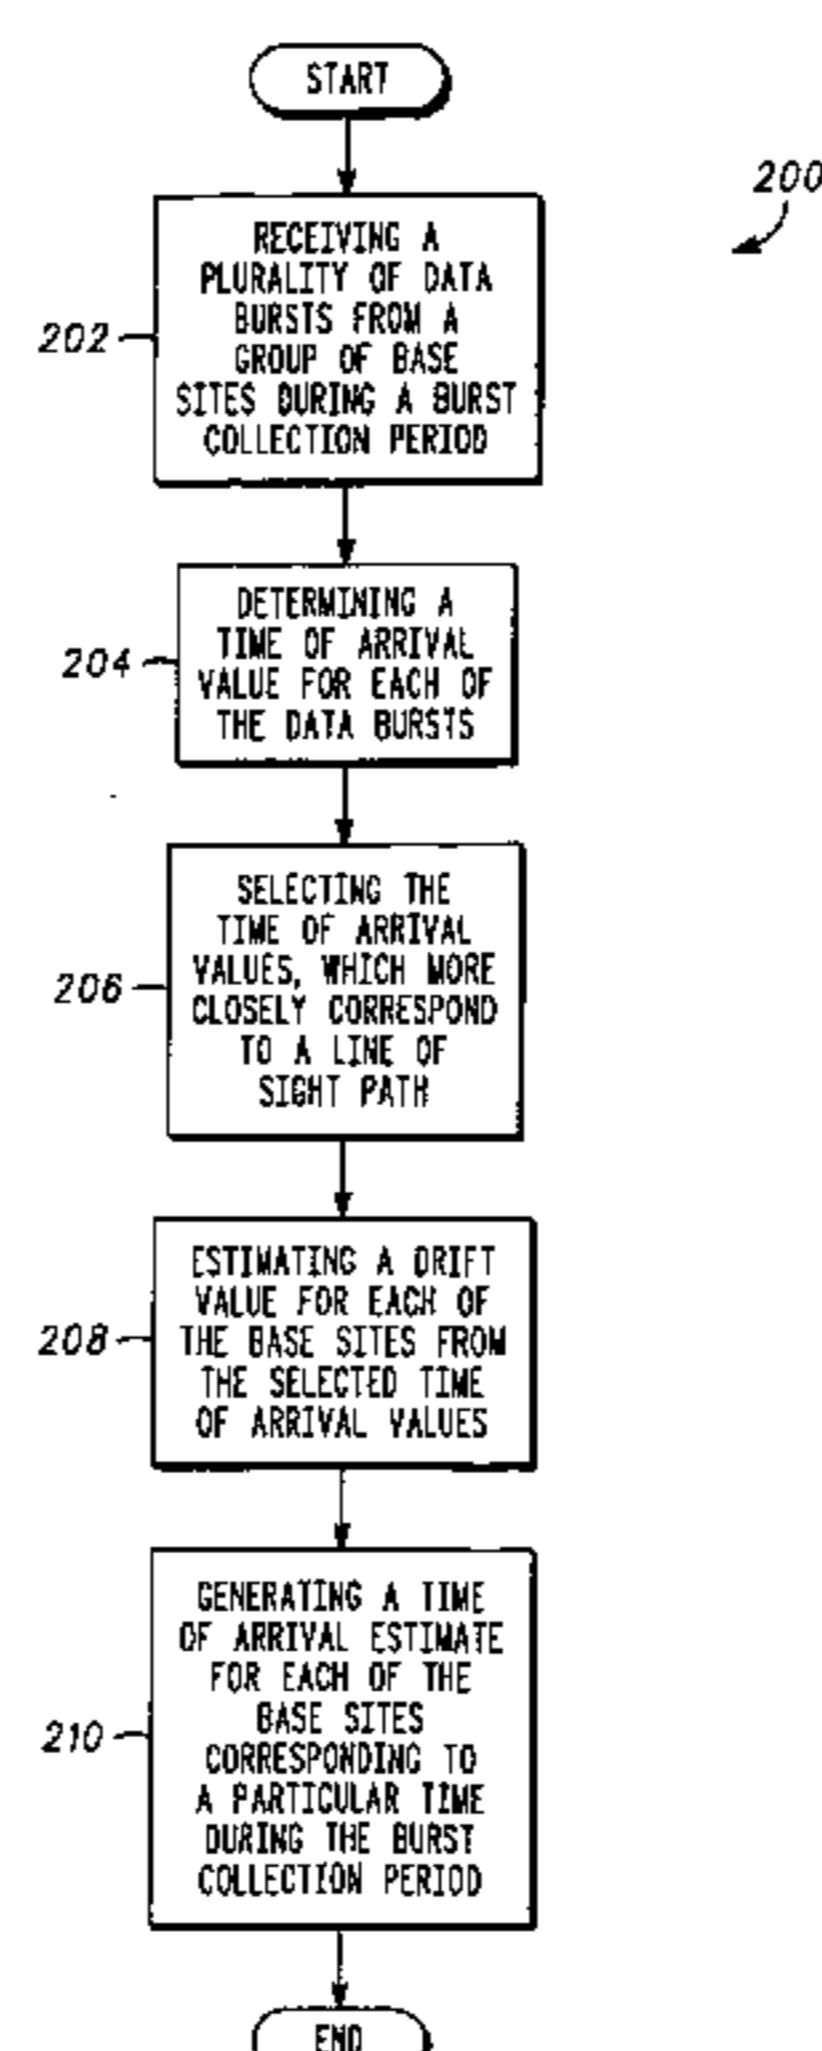 START
200
RECEIVING A
PLURALITY OF DATA
BURSTS FROM A
202
GROUP OF BASE
SITES DURING A BURST
COLLECTION PERIOD
DETERMINING A
TIME OF ARRIVAL
204
VALUE FOR EACH OF
THE DATA BURSTS
SELECTING THE
TIME OF ARRIVAL
VALUES, WHICH MORE
206
CLOSELY CORRESPOND
TO A LINE OF
SIGHT PATH
ESTIMATING A DRIFT
VALUE FOR EACH OF
208
THE BASE SITES FROM
THE SELECTED TIME
OF ARRIVAL VALUES
GENERATING A TIME
OF ARRIVAL ESTIMATE
FOR EACH OF THE
BASE SITES
210
CORRESPONDING TO
A PARTICULAR TIME
DURING THE BURST
COLLECTION PERIOD
END